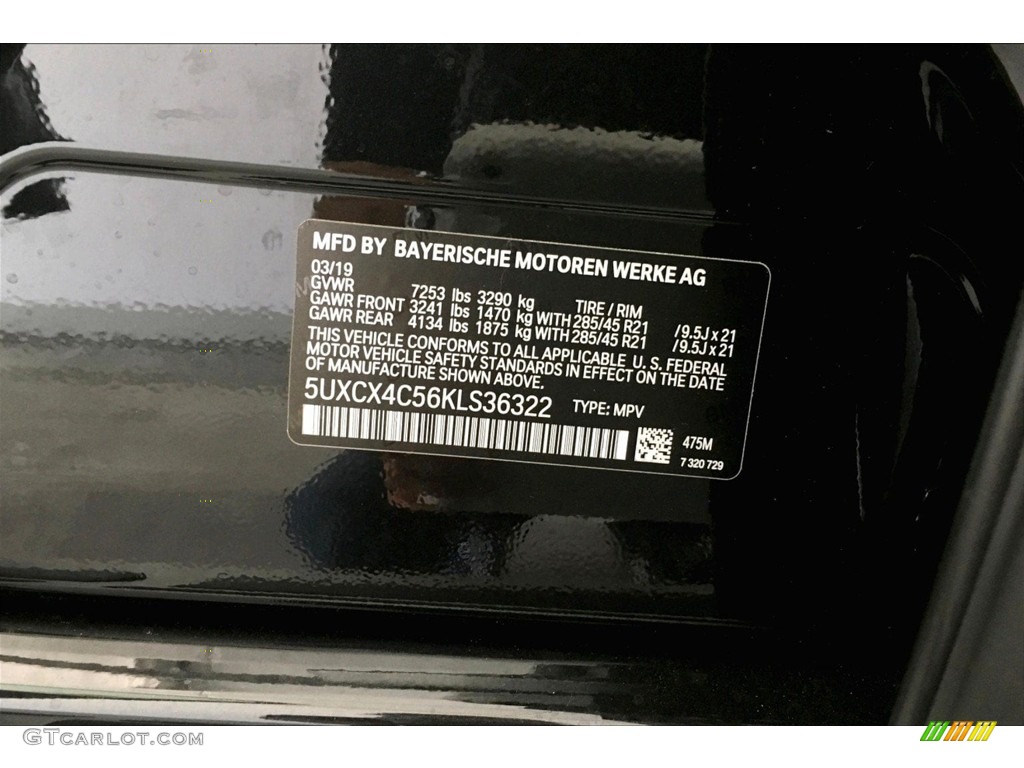 MFD BY BAYERISCHE MOTOREN WERKE AG
03/19
GVWR 7253 lbs 3290 kg TIRE / RIM
GAWR FRONT 3241 lbs 1470 kg WITH 285/45 R21 / 9.5J x 21
GAWR REAR 4134 lbs 1875 kg WITH 285/45 R21 / 9.5J x 21
THIS VEHICLE CONFORMS TO ALL APPLICABLE U. S. FEDERAL
MOTOR VEHICLE SAFETY STANDARDS IN EFFECT ON THE DATE
OF MANUFACTURE SHOWN ABOVE.
5UXCX4C56KLS36322 TYPE: MPV
475M
7 320 729
GTcarlot.com